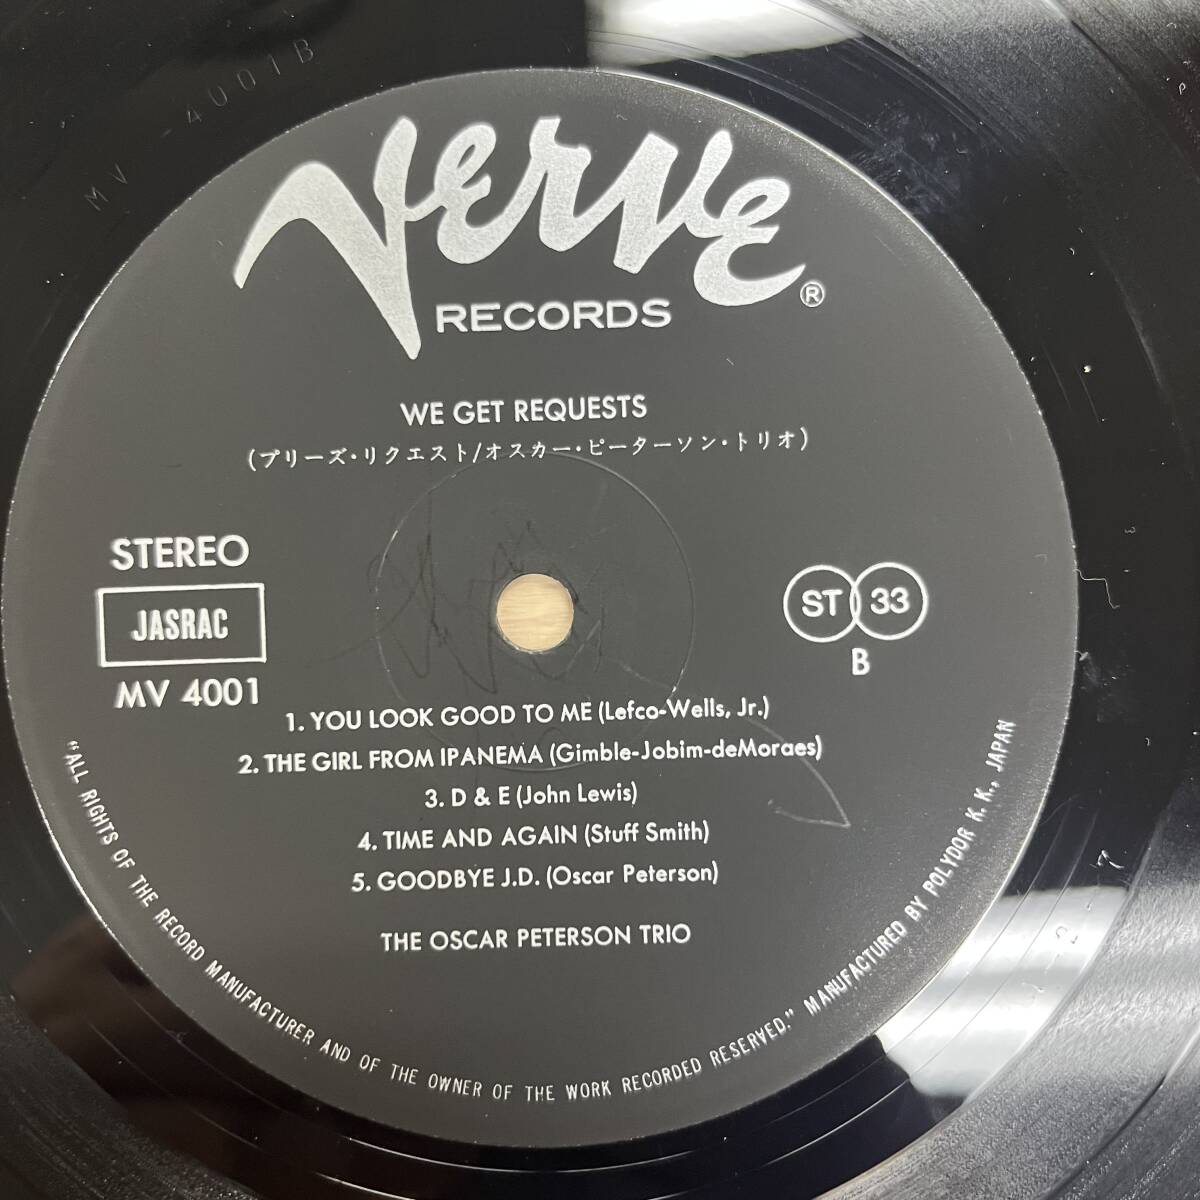 MV - 4001B
Verve®
RECORDS
WE GET REQUESTS
(プリーズ・リクエスト/オスカー・ピーターソン・トリオ)
STEREO
JASRAC
MV 4001
ST 33
B
1. YOU LOOK GOOD TO ME (Lefco-Wells, Jr.)
2. THE GIRL FROM IPANEMA (Gimble-Jobim-deMoraes)
3. D & E (John Lewis)
4. TIME AND AGAIN (Stuff Smith)
5. GOODBYE J.D. (Oscar Peterson)
THE OSCAR PETERSON TRIO
"ALL RIGHTS OF THE RECORD MANUFACTURER AND OF THE OWNER OF THE WORK RECORDED RESERVED." MANUFACTURED BY POLYDOR K. K., JAPAN